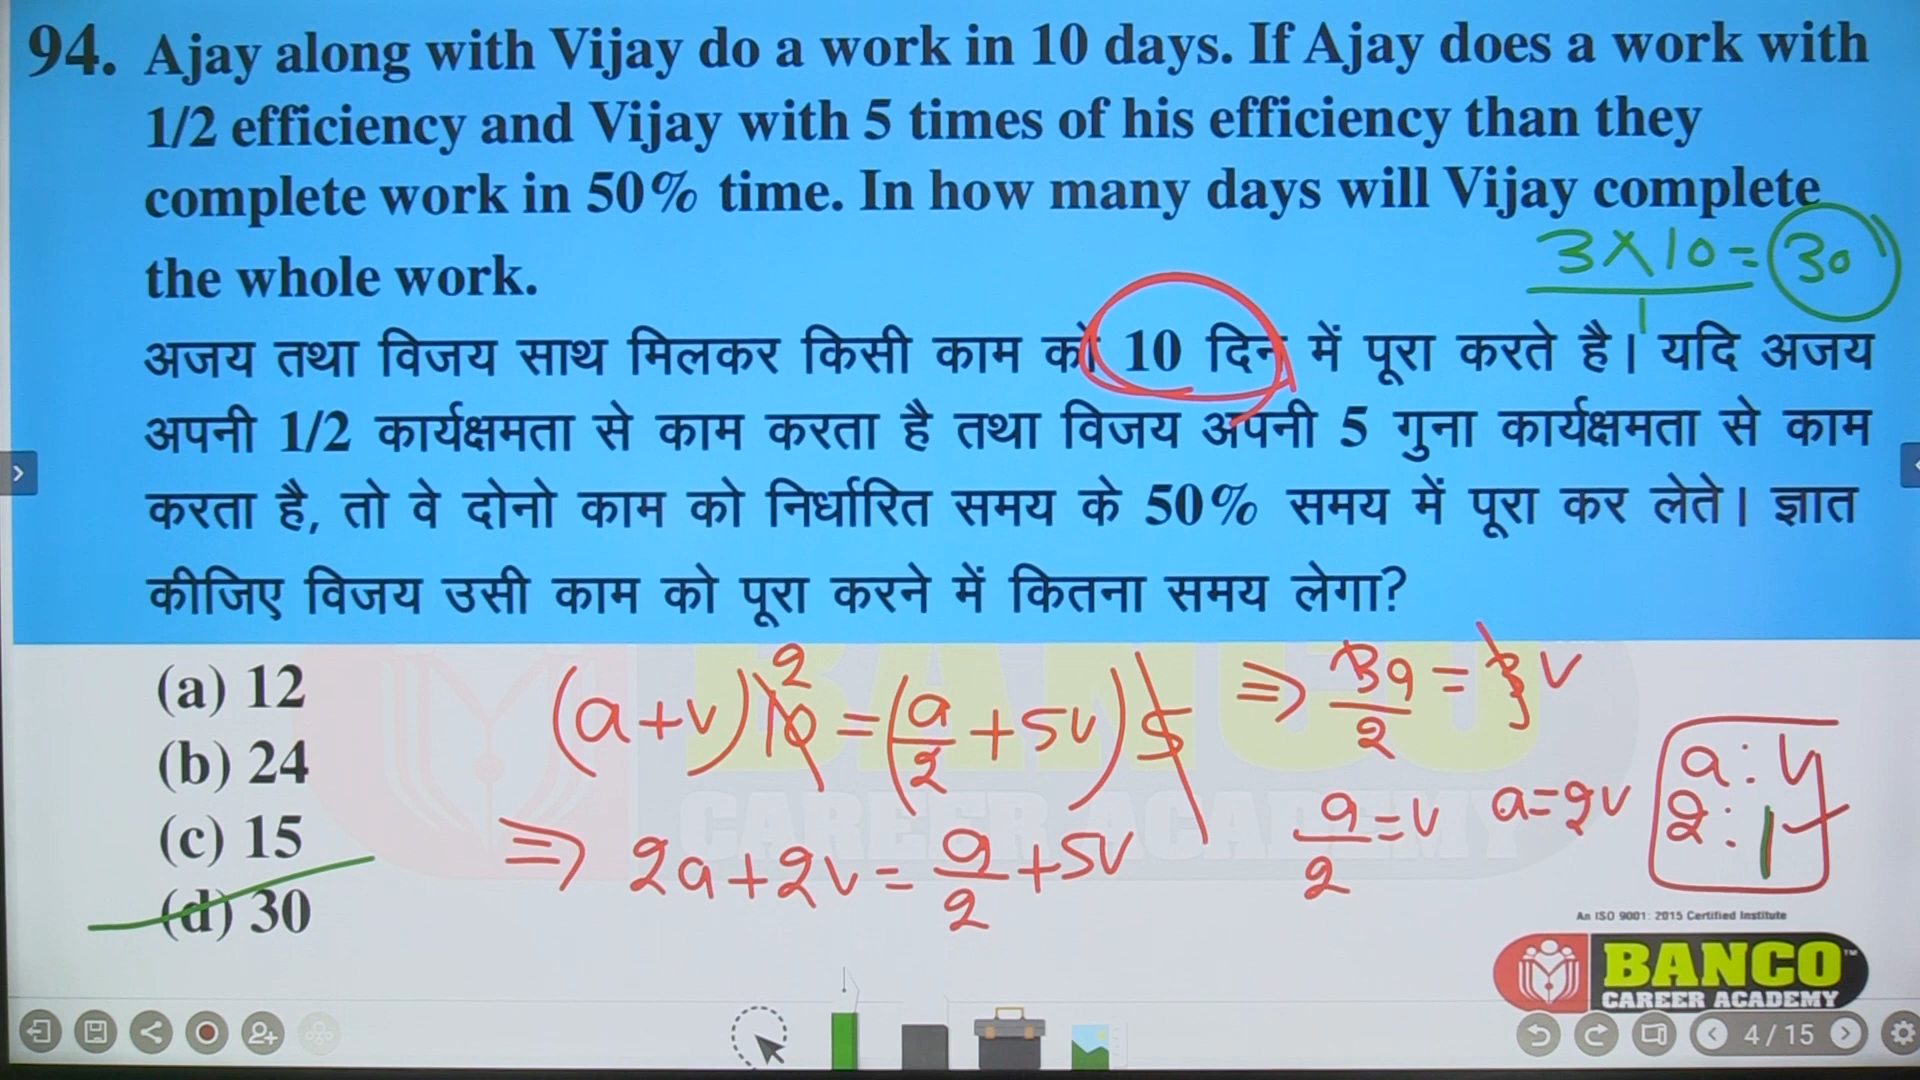 94. Ajay along with Vijay do a work in 10 days. If Ajay does a work with
1/2 efficiency and Vijay with 5 times of his efficiency than they
complete work in 50% time. In how many days will Vijay complete
the whole work.
3 × 10 = 30
1
अजय तथा विजय साथ मिलकर किसी काम को 10 दिन में पूरा करते है। यदि अजय
अपनी 1/2 कार्यक्षमता से काम करता है तथा विजय अपनी 5 गुना कार्यक्षमता से काम
करता है, तो वे दोनो काम को निर्धारित समय के 50% समय में पूरा कर लेते। ज्ञात
कीजिए विजय उसी काम को पूरा करने में कितना समय लेगा?
(a) 12
(b) 24
(c) 15
(d) 30
(a+v)10 2 = (a/2 + 5v)5
⇒ 2a+2v = a/2 + 5v
⇒ 3a/2 = 3v
a/2 = v a=2v
a : v
2 : 1
BANCO
CAREER ACADEMY
An ISO 9001: 2015 Certified Institute
BANCO™
CAREER ACADEMY
4/15